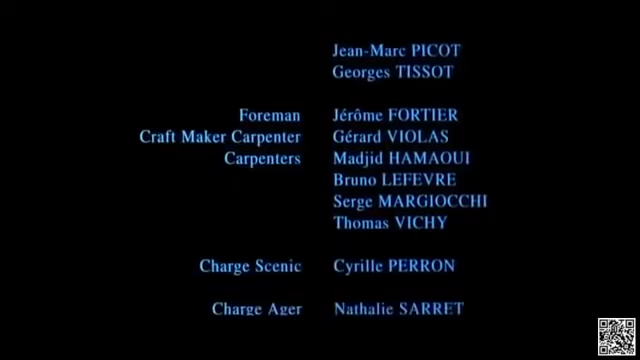 Jean-Marc PICOT
Georges TISSOT
Foreman Jérôme FORTIER
Craft Maker Carpenter Gérard VIOLAS
Carpenters Madjid HAMAOUI
Bruno LEFEVRE
Serge MARGIOCCHI
Thomas VICHY
Charge Scenic Cyrille PERRON
Charge Ager Nathalie SARRET